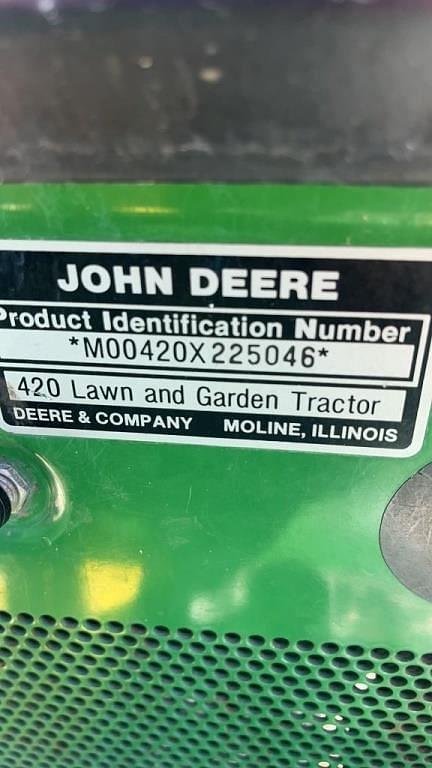 JOHN DEERE
Product Identification Number
*M00420X225046*
420 Lawn and Garden Tractor
DEERE & COMPANY MOLINE, ILLINOIS